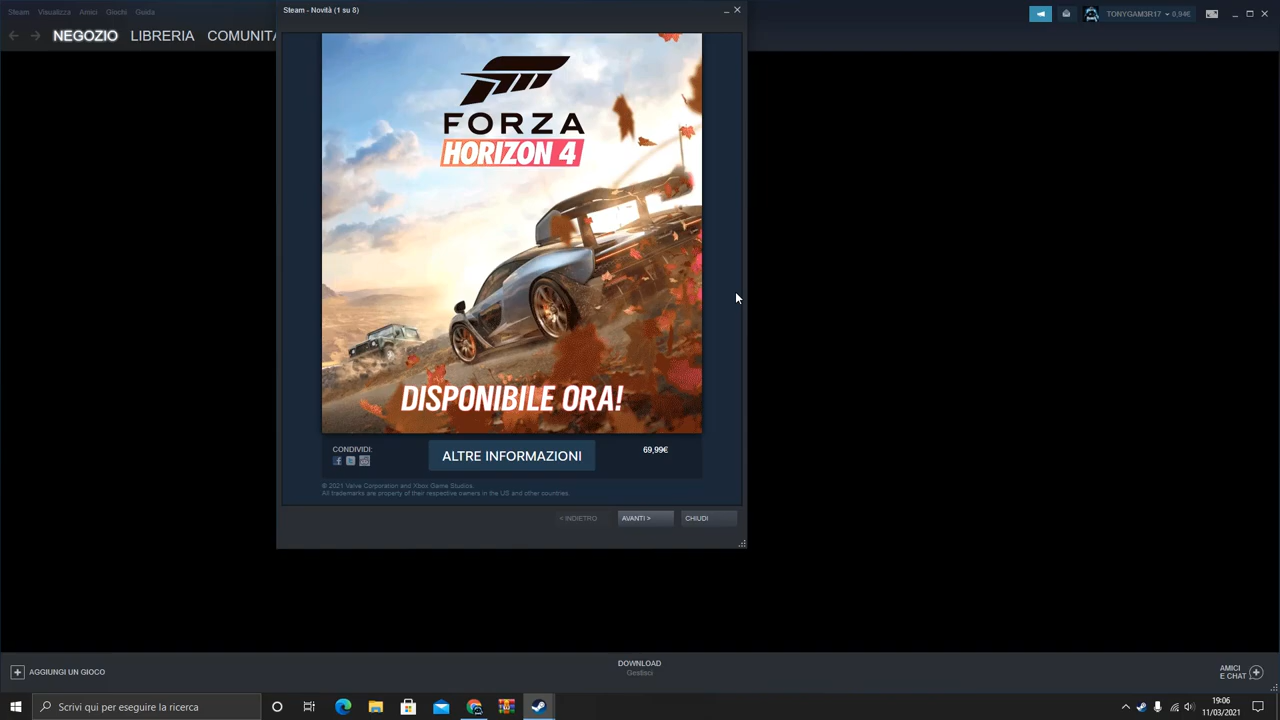 Steam Visualizza Amici Giochi Guida
Steam - Novità (1 su 8)
TONYGAM3R17 0,94€
NEGOZIO LIBRERIA COMUNITÀ
FORZA
HORIZON 4
DISPONIBILE ORA!
CONDIVIDI:
ALTRE INFORMAZIONI
69,99€
© 2021 Valve Corporation and Xbox Game Studios.
All trademarks are property of their respective owners in the US and other countries.
< INDIETRO AVANTI > CHIUDI
AGGIUNGI UN GIOCO
DOWNLOAD
Gestisci
AMICI
E CHAT
Scrivi qui per eseguire la ricerca
19:06
11/03/2021